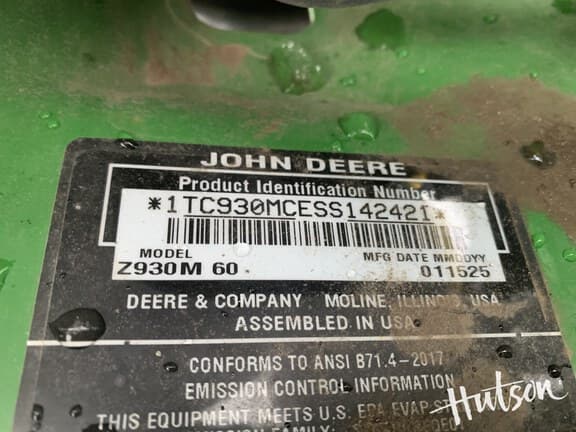 JOHN DEERE
Product Identification Number
*1TC930MCESS142421*
MODEL MFG DATE MMDDYY
Z930M 60 011525
DEERE & COMPANY MOLINE, ILLINOIS, USA
ASSEMBLED IN USA
CONFORMS TO ANSI B71.4-2017
EMISSION CONTROL INFORMATION
THIS EQUIPMENT MEETS U.S. EPA EVAP
FAMILY:
Hutson